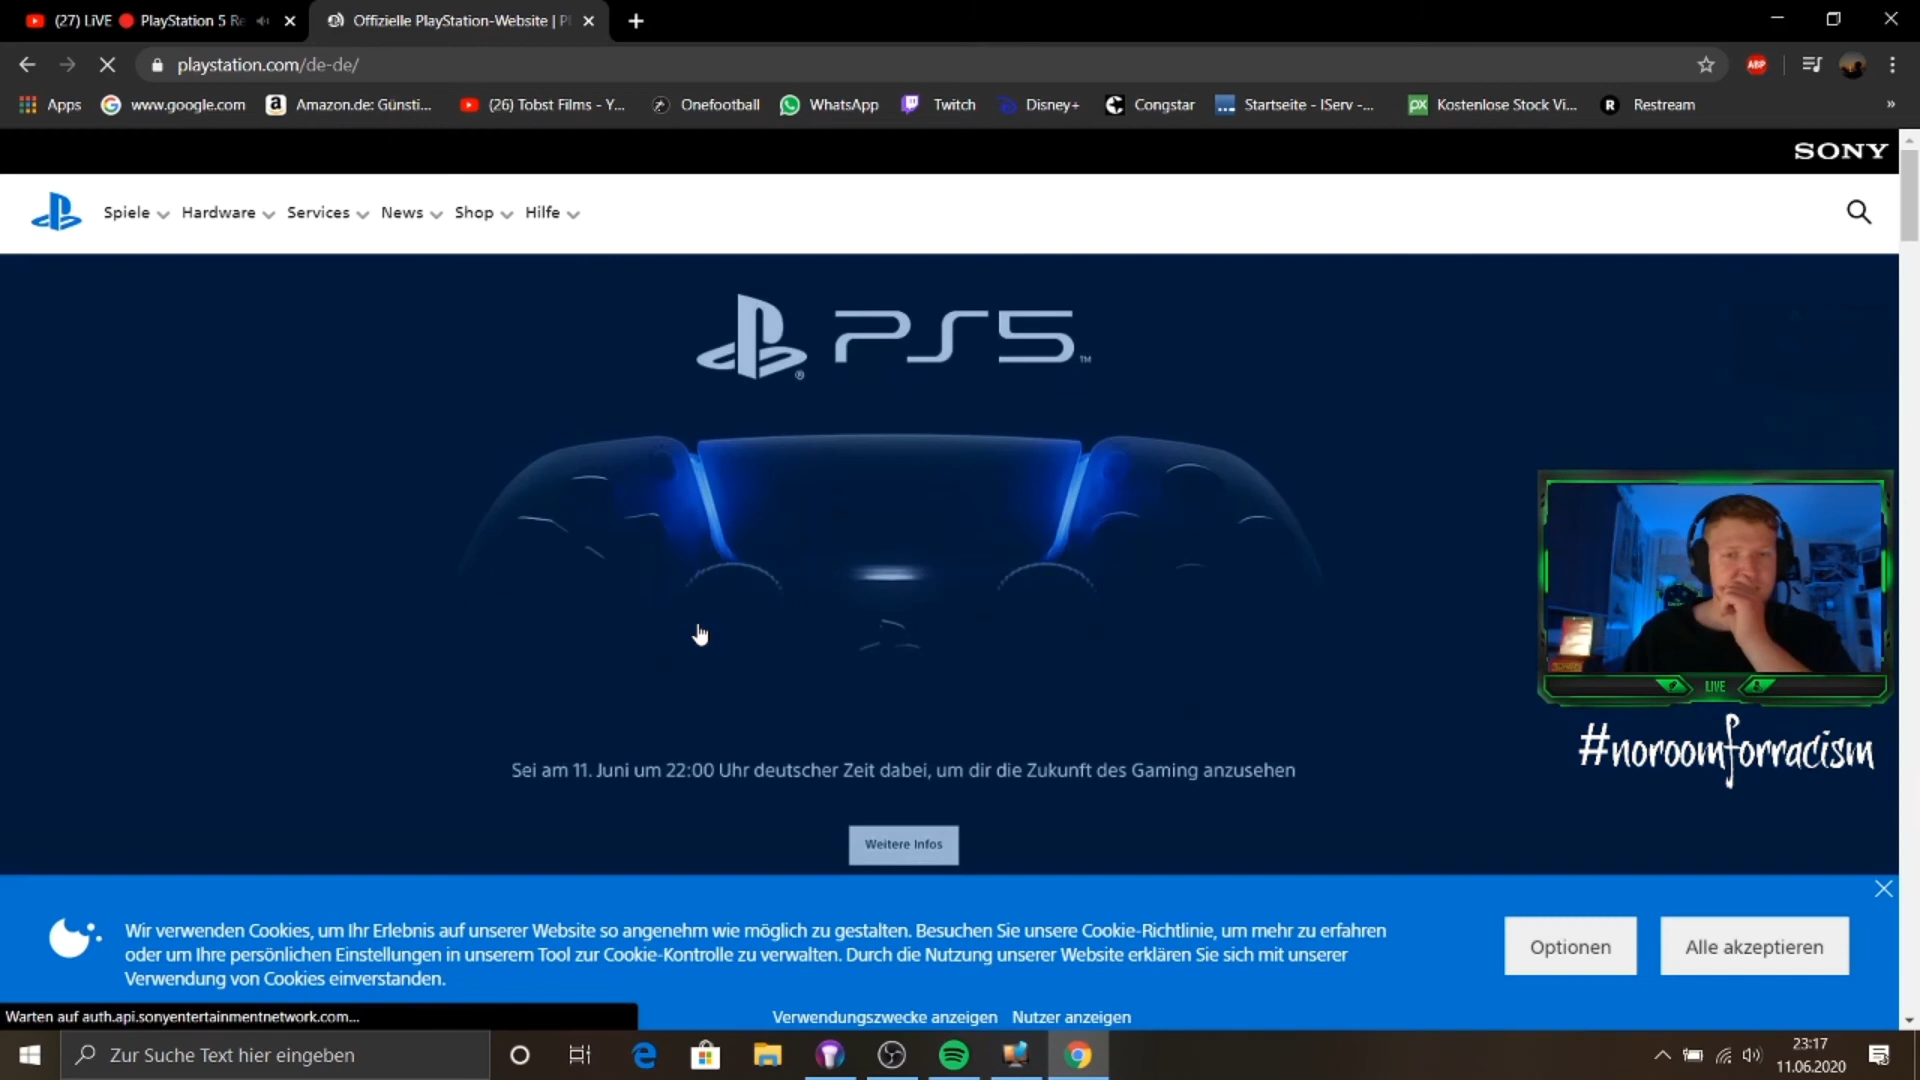 (27) LiVE 🔴 PlayStation 5 Re
Offizielle PlayStation-Website | P
playstation.com/de-de/
ABP
Apps
www.google.com
Amazon.de: Günsti...
(26) Tobst Films - Y...
Onefootball
WhatsApp
Twitch
Disney+
Congstar
Startseite - IServ -...
Kostenlose Stock Vi...
Restream
»
SONY
Spiele
Hardware
Services
News
Shop
Hilfe
PS5™
LIVE
#noroomforracism
Sei am 11. Juni um 22:00 Uhr deutscher Zeit dabei, um dir die Zukunft des Gaming anzusehen
Weitere Infos
Wir verwenden Cookies, um Ihr Erlebnis auf unserer Website so angenehm wie möglich zu gestalten. Besuchen Sie unsere Cookie-Richtlinie, um mehr zu erfahren
oder um Ihre persönlichen Einstellungen in unserem Tool zur Cookie-Kontrolle zu verwalten. Durch die Nutzung unserer Website erklären Sie sich mit unserer
Verwendung von Cookies einverstanden.
Optionen
Alle akzeptieren
Verwendungszwecke anzeigen
Nutzer anzeigen
Warten auf auth.api.sonyentertainmentnetwork.com...
Zur Suche Text hier eingeben
23:17
11.06.2020